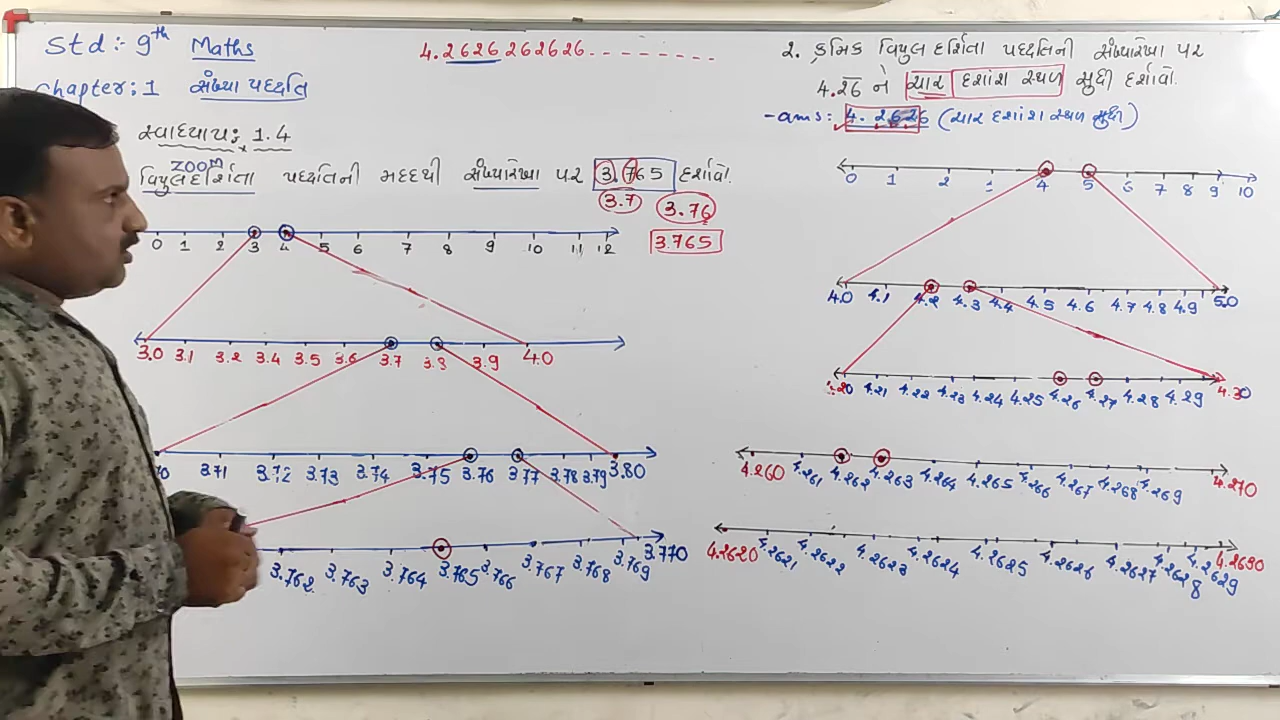 Std :- 9th Maths
Chapter: 1 સંખ્યા પદ્ધતિ
સ્વાધ્યાય: 1.4
ZOOM
વિપુલદર્શિતા પદ્ધતિની મદદથી સંખ્યારેખા પર 3.765 દર્શાવો.
3.7 3.76
3.765
0 1 2 3 4 5 6 7 8 9 10 11 12
3.0 3.1 3.2 3.4 3.5 3.6 3.7 3.8 3.9 4.0
3.71 3.72 3.73 3.74 3.75 3.76 3.77 3.78 3.79 3.80
3.762 3.763 3.764 3.765 3.766 3.767 3.768 3.769 3.770
4.2626262626.........
2. ક્રમિક વિપુલ દર્શિતા પદ્ધતિની સંખ્યારેખા પર
4.2̅6̅ ને ચાર દશાંશ સ્થળ સુધી દર્શાવો.
-ans: 4.2626 (ચાર દશાંશ સ્થળ સુધી)
0 1 2 3 4 5 6 7 8 9 10
4.0 4.1 4.2 4.3 4.4 4.5 4.6 4.7 4.8 4.9 5.0
4.20 4.21 4.22 4.23 4.24 4.25 4.26 4.27 4.28 4.29 4.30
4.260 4.261 4.262 4.263 4.264 4.265 4.266 4.267 4.268 4.269 4.270
4.2620 4.2621 4.2622 4.2623 4.2624 4.2625 4.2626 4.2627 4.2628 4.2629 4.2630